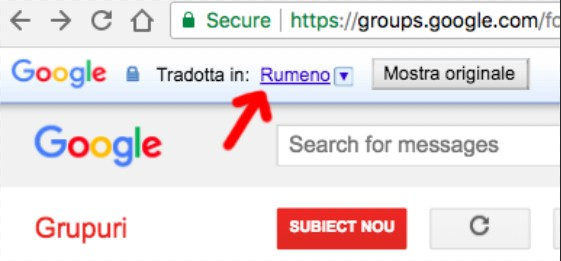 Secure https://groups.google.com/fo
Google Tradotta in: Rumeno Mostra originale
Google Search for messages
Grupuri SUBIECT NOU